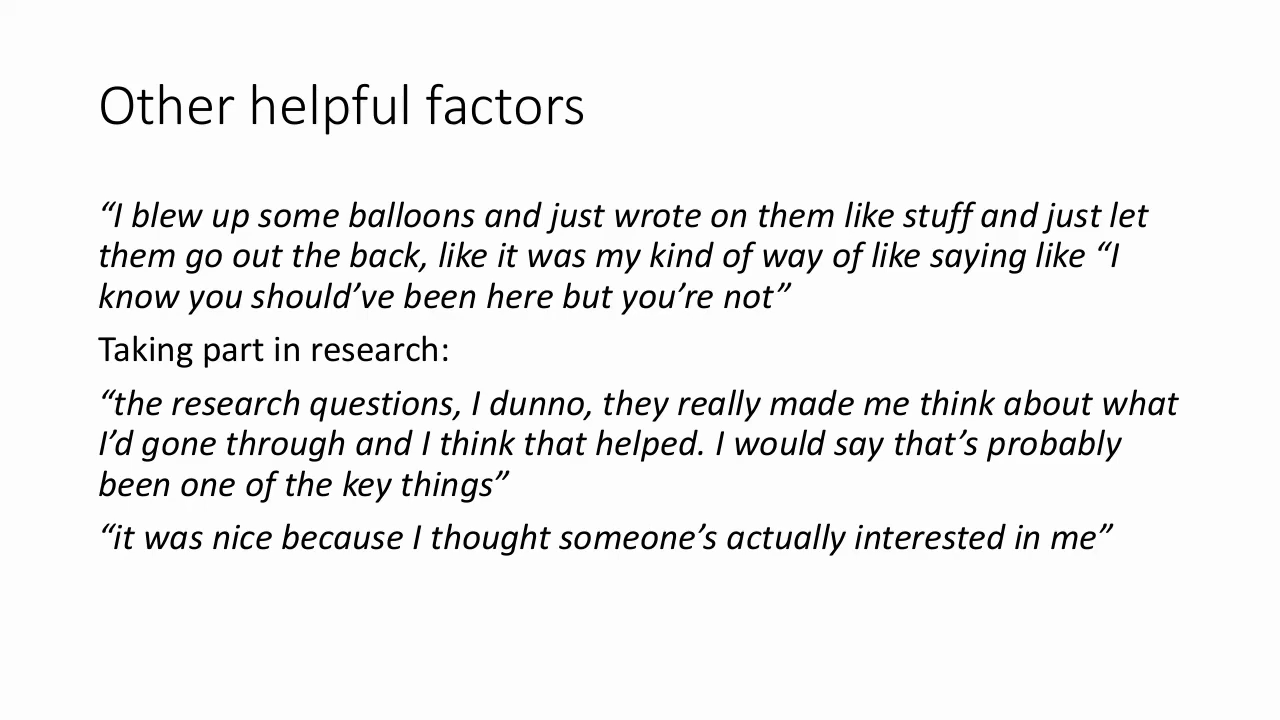 Other helpful factors
“I blew up some balloons and just wrote on them like stuff and just let
them go out the back, like it was my kind of way of like saying like “I
know you should’ve been here but you’re not”
Taking part in research:
“the research questions, I dunno, they really made me think about what
I’d gone through and I think that helped. I would say that’s probably
been one of the key things”
“it was nice because I thought someone’s actually interested in me”